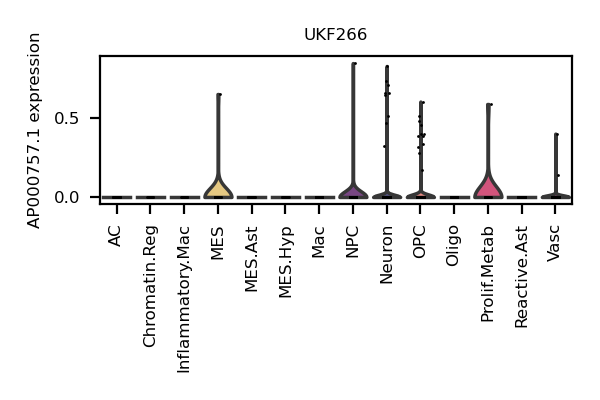 UKF266
AP000757.1 expression
0.5
0.0
AC
Chromatin.Reg
Inflammatory.Mac
MES
MES.Ast
MES.Hyp
Mac
NPC
Neuron
OPC
Oligo
Prolif.Metab
Reactive.Ast
Vasc